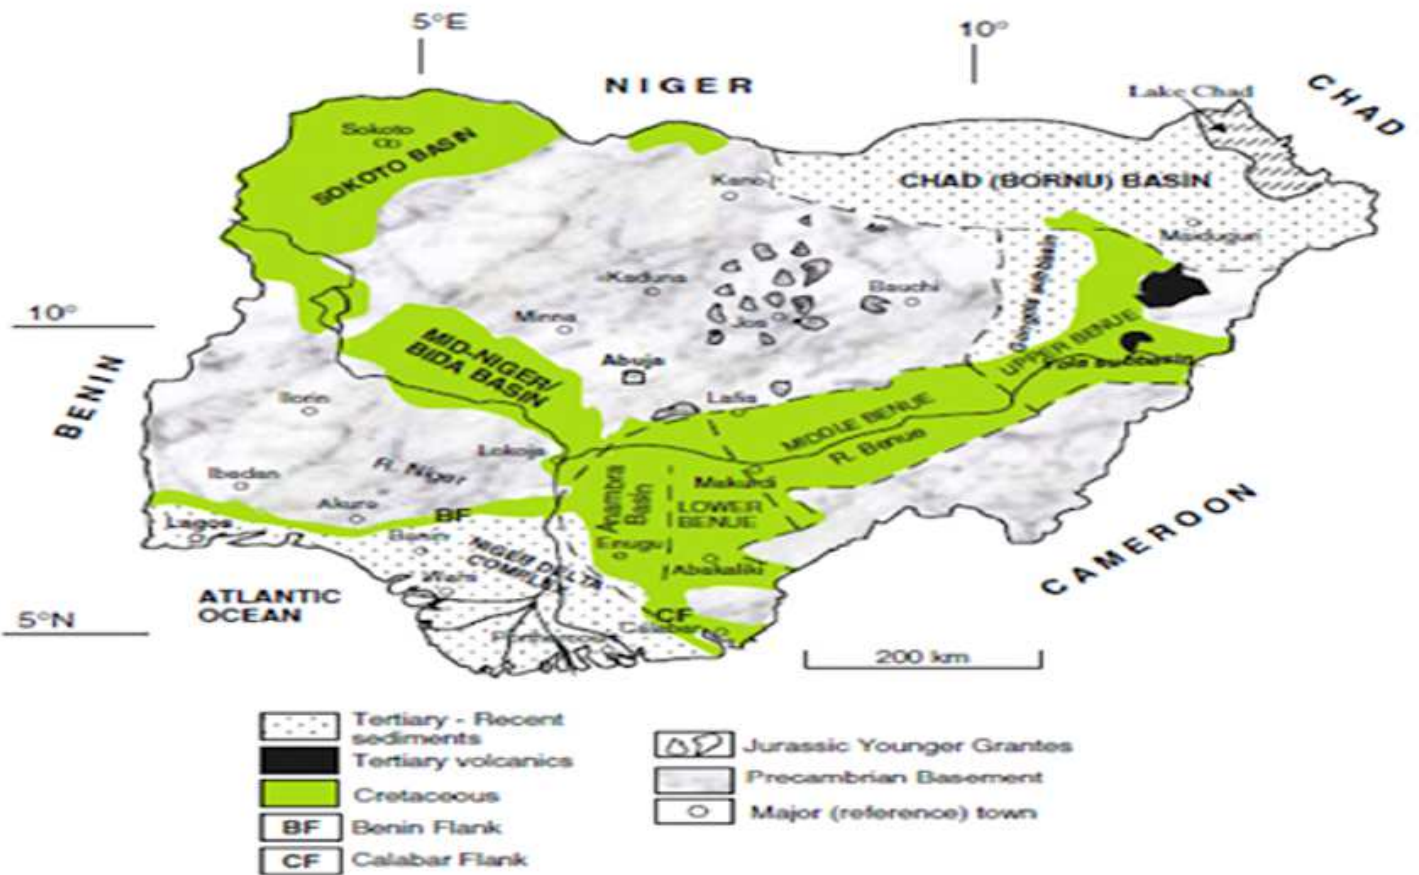 5°E
10°
NIGER
CHAD
Lake Chad
Sokoto
SOKOTO BASIN
Kano
CHAD (BORNU) BASIN
Maiduguri
Kaduna
Bauchi
10°
Minna
Jos
UPPER BENUE
MID-NIGER/
BIDA BASIN
Abuja
BENIN
Ilorin
Lafia
MIDDLE BENUE
R. Benue
Lokoja
Ibadan
R. Niger
Makurdi
Anambra
Basin
LOWER
BENUE
Akure
BF
Lagos
Benin
Enugu
NIGER DELTA
COMPLEX
Abakaliki
Warri
CAMEROON
ATLANTIC
OCEAN
5°N
CF
Calabar
200 km
Tertiary - Recent
sediments
Tertiary volcanics
Cretaceous
BF Benin Flank
CF Calabar Flank
Jurassic Younger Grantes
Precambrian Basement
Major (reference) town